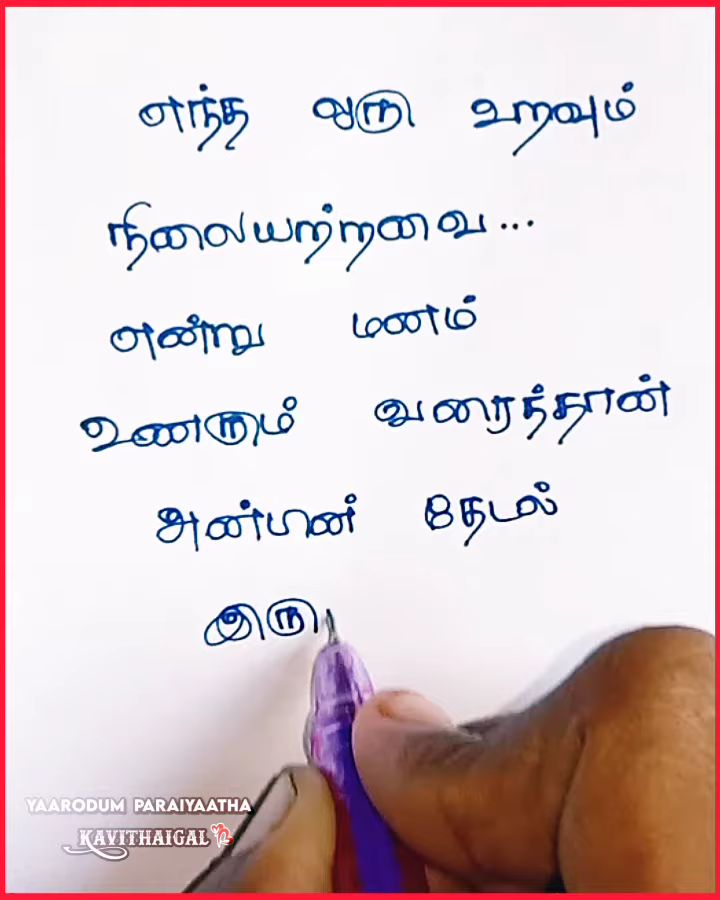 எந்த ஒரு உறவும்
நிலையற்றவை...
என்று மனம்
உணரும் வரைந்தான்
அன்பின் தேடல்
இரு
YAARODUM PARAIYAATHA
KAVITHAIGAL